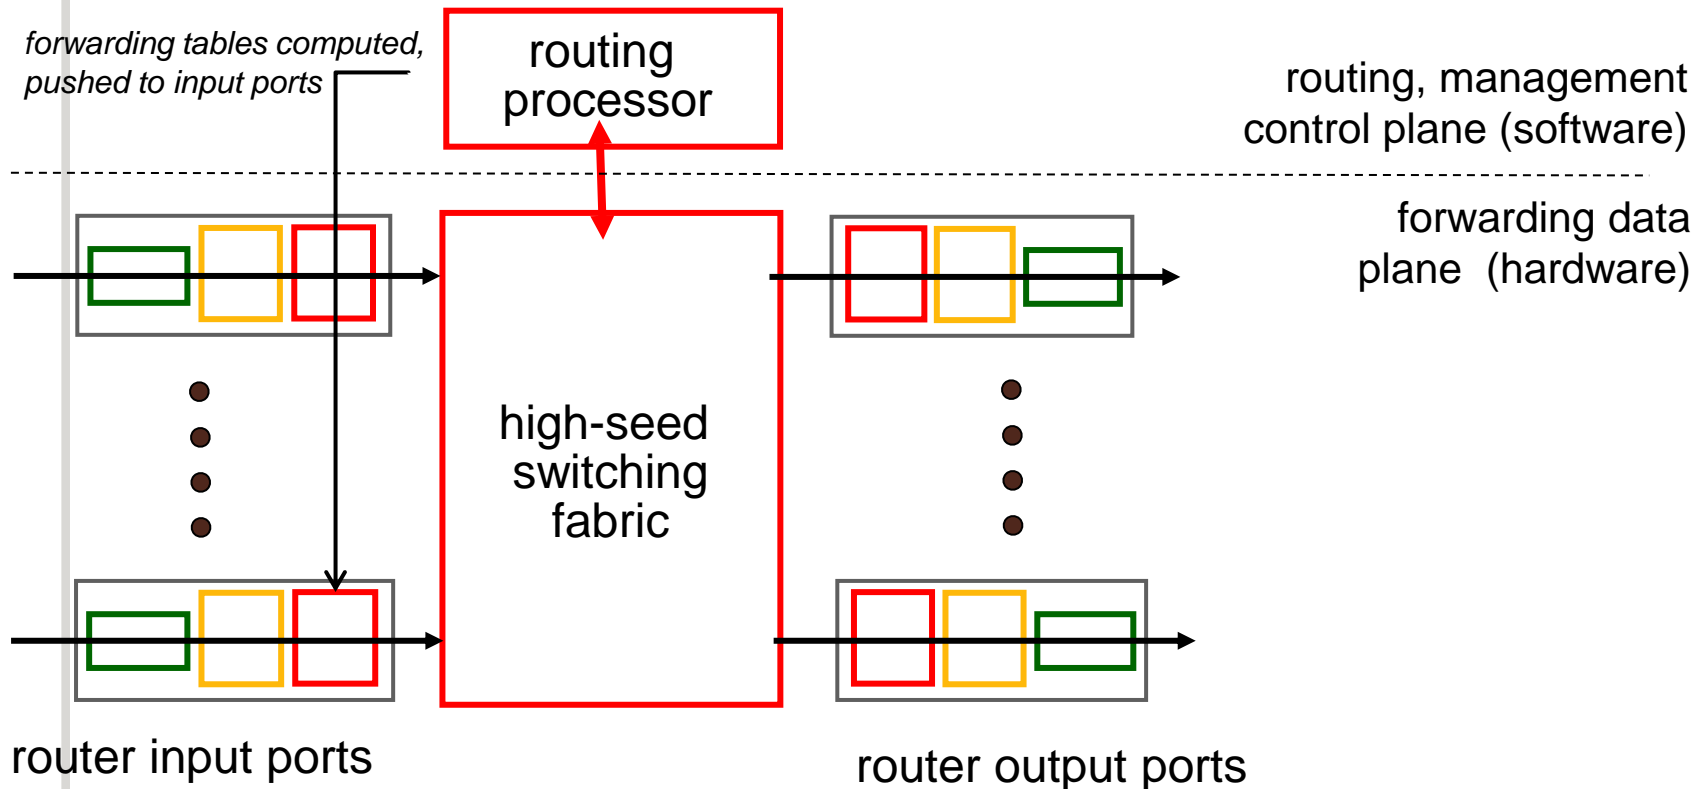 forwarding tables computed,
pushed to input ports
routing
processor
routing, management
control plane (software)
forwarding data
plane (hardware)
high-seed
switching
fabric
router input ports
router output ports